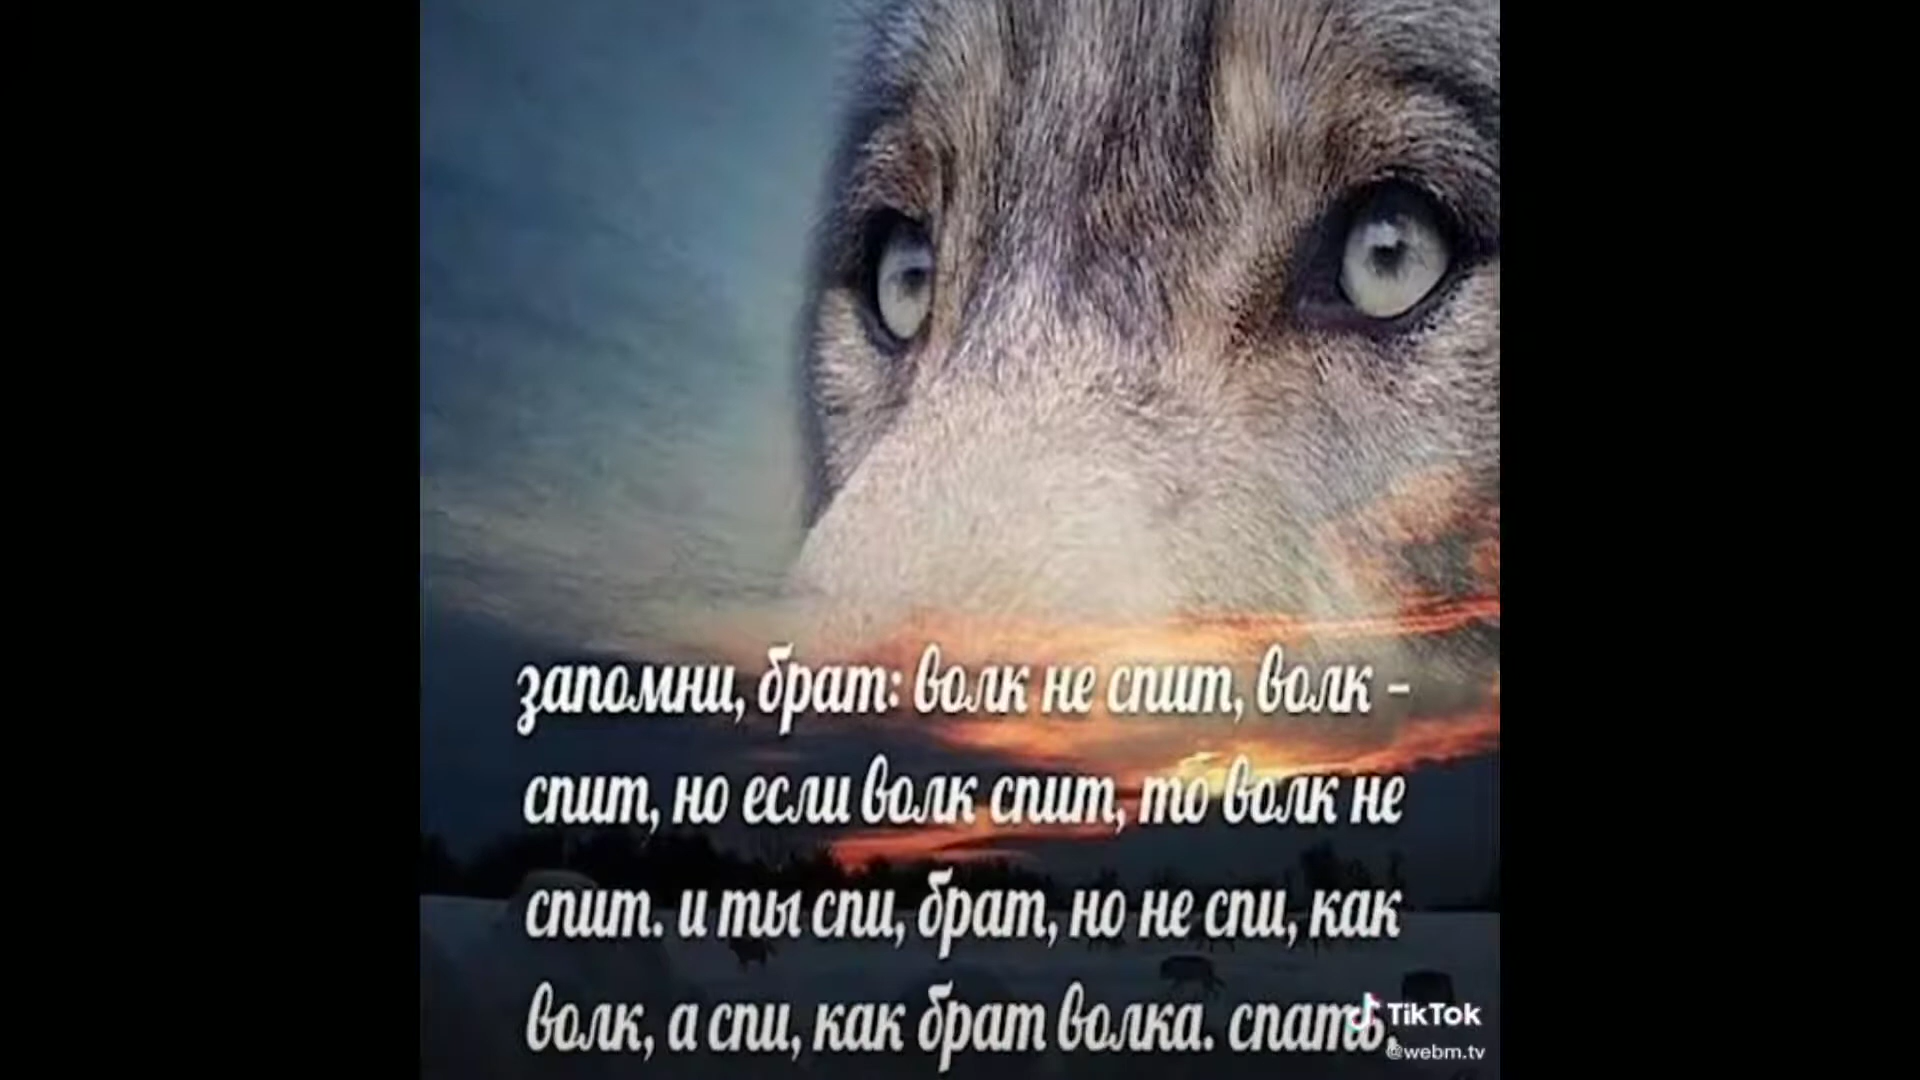 запомни, брат: волк не спит, волк –
спит, но если волк спит, то волк не
спит. и ты спи, брат, но не спи, как
волк, а спи, как брат волка. спать.
TikTok
@webm.tv